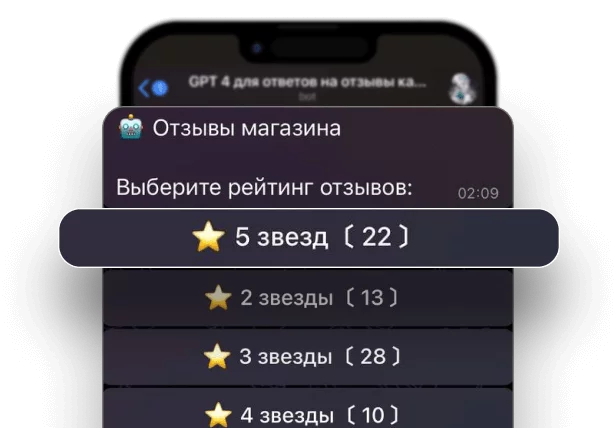 GPT 4 для ответов на отзывы ка...
bot
Отзывы магазина
Выберите рейтинг отзывов:
02:09
5 звезд 〔 22 〕
2 звезды 〔 13 〕
3 звезды 〔 28 〕
4 звезды 〔 10 〕